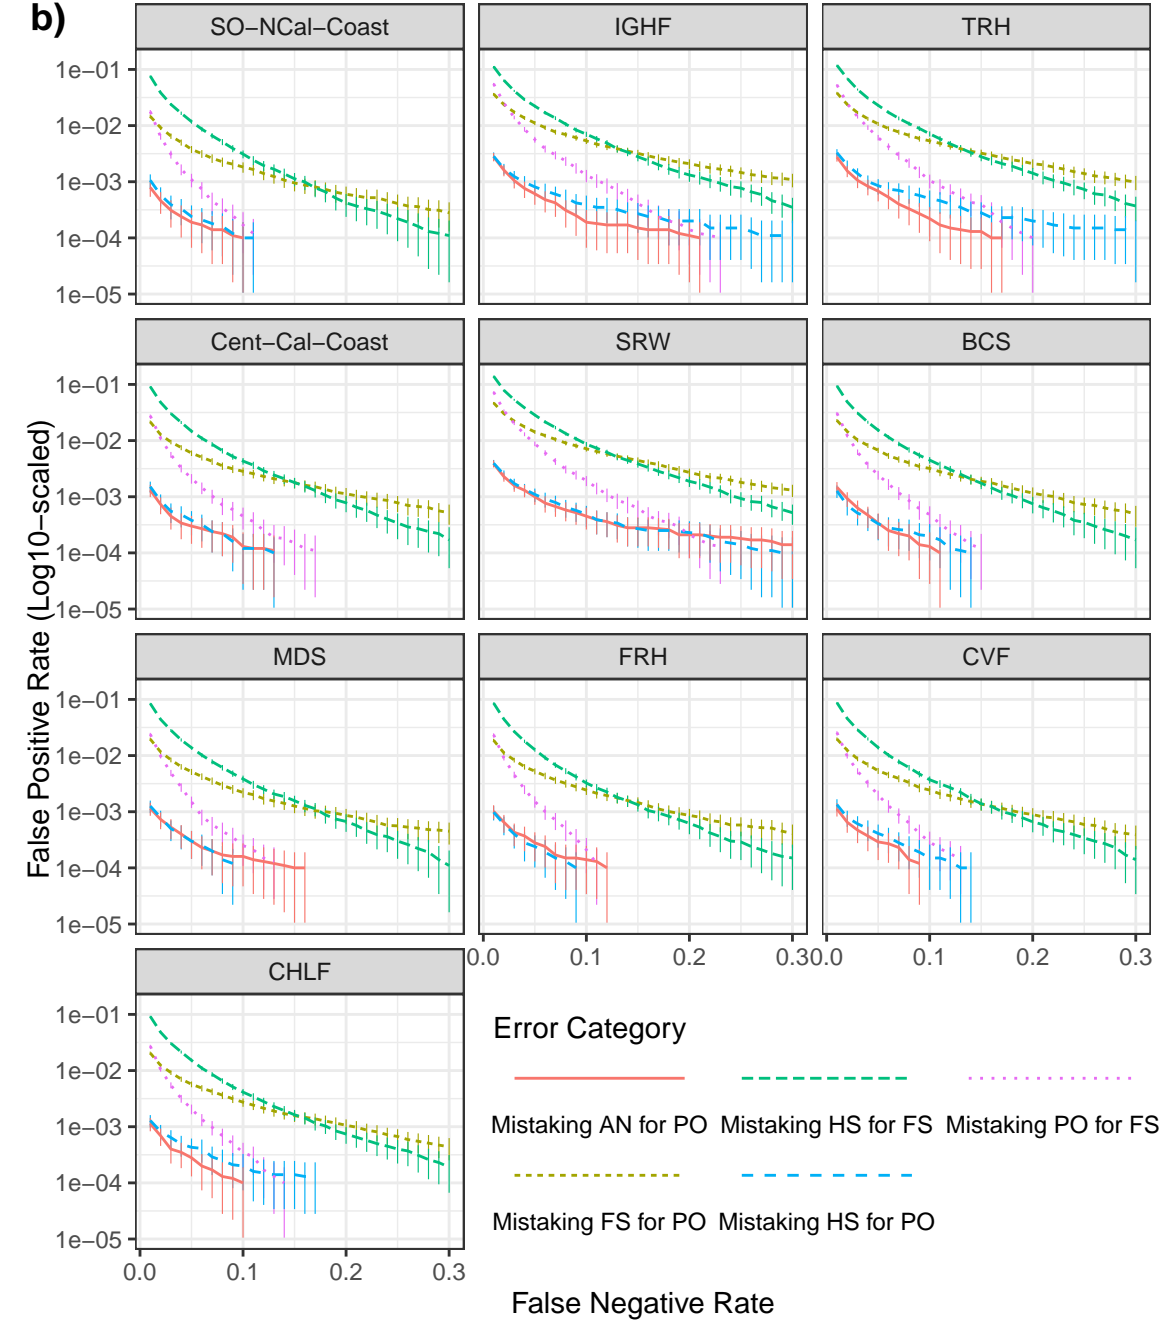 b)
SO−NCal−Coast
IGHF
TRH
1e−01
1e−02
1e−03
1e−04
1e−05
Cent−Cal−Coast
SRW
BCS
1e−01
1e−02
1e−03
1e−04
1e−05
MDS
FRH
CVF
1e−01
1e−02
1e−03
1e−04
1e−05
0.0 0.1 0.2 0.3
0.0 0.1 0.2 0.3
CHLF
1e−01
1e−02
1e−03
1e−04
1e−05
0.0 0.1 0.2 0.3
False Positive Rate (Log10−scaled)
Error Category
Mistaking AN for PO Mistaking HS for FS Mistaking PO for FS
Mistaking FS for PO Mistaking HS for PO
False Negative Rate